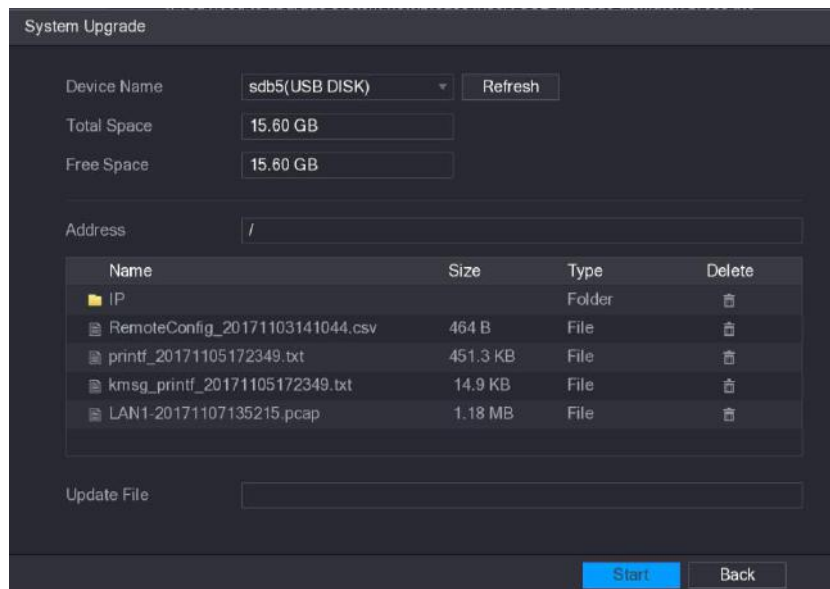 System Upgrade
Device Name sdb5(USB DISK) Refresh
Total Space 15.60 GB
Free Space 15.60 GB
Address /
Name Size Type Delete
IP Folder
RemoteConfig_20171103141044.csv 464 B File
printf_20171105172349.txt 451.3 KB File
kmsg_printf_20171105172349.txt 14.9 KB File
LAN1-20171107135215.pcap 1.18 MB File
Update File
Start Back